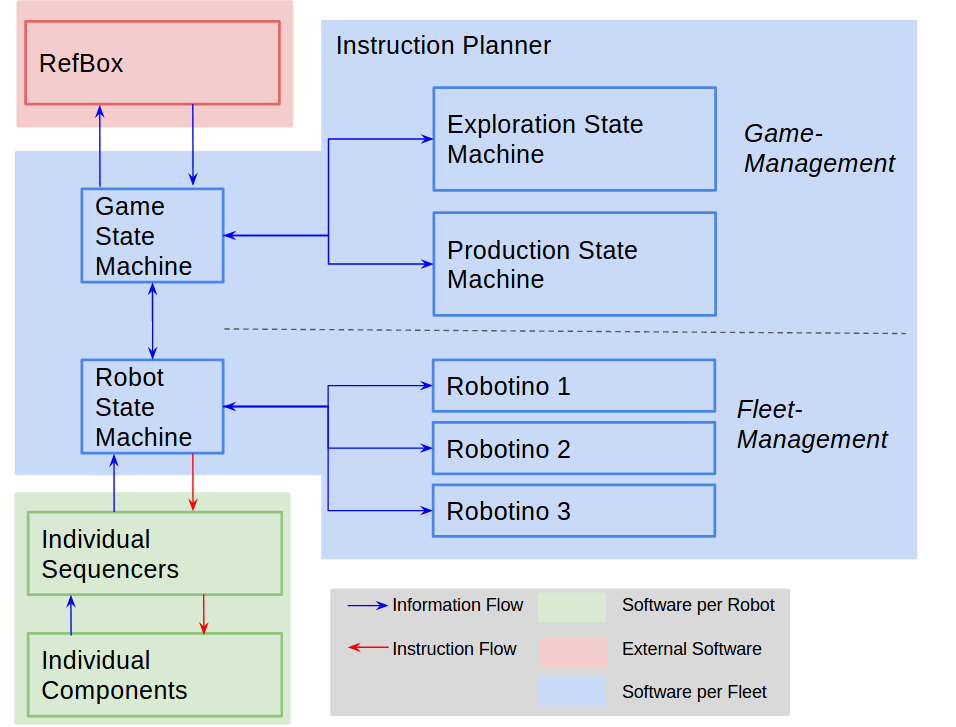 RefBox
Instruction Planner
Exploration State
Machine
Game-
Management
Game
State
Machine
Production State
Machine
Robot
State
Machine
Robotino 1
Robotino 2
Robotino 3
Fleet-
Management
Individual
Sequencers
Individual
Components
Information Flow
Software per Robot
Instruction Flow
External Software
Software per Fleet